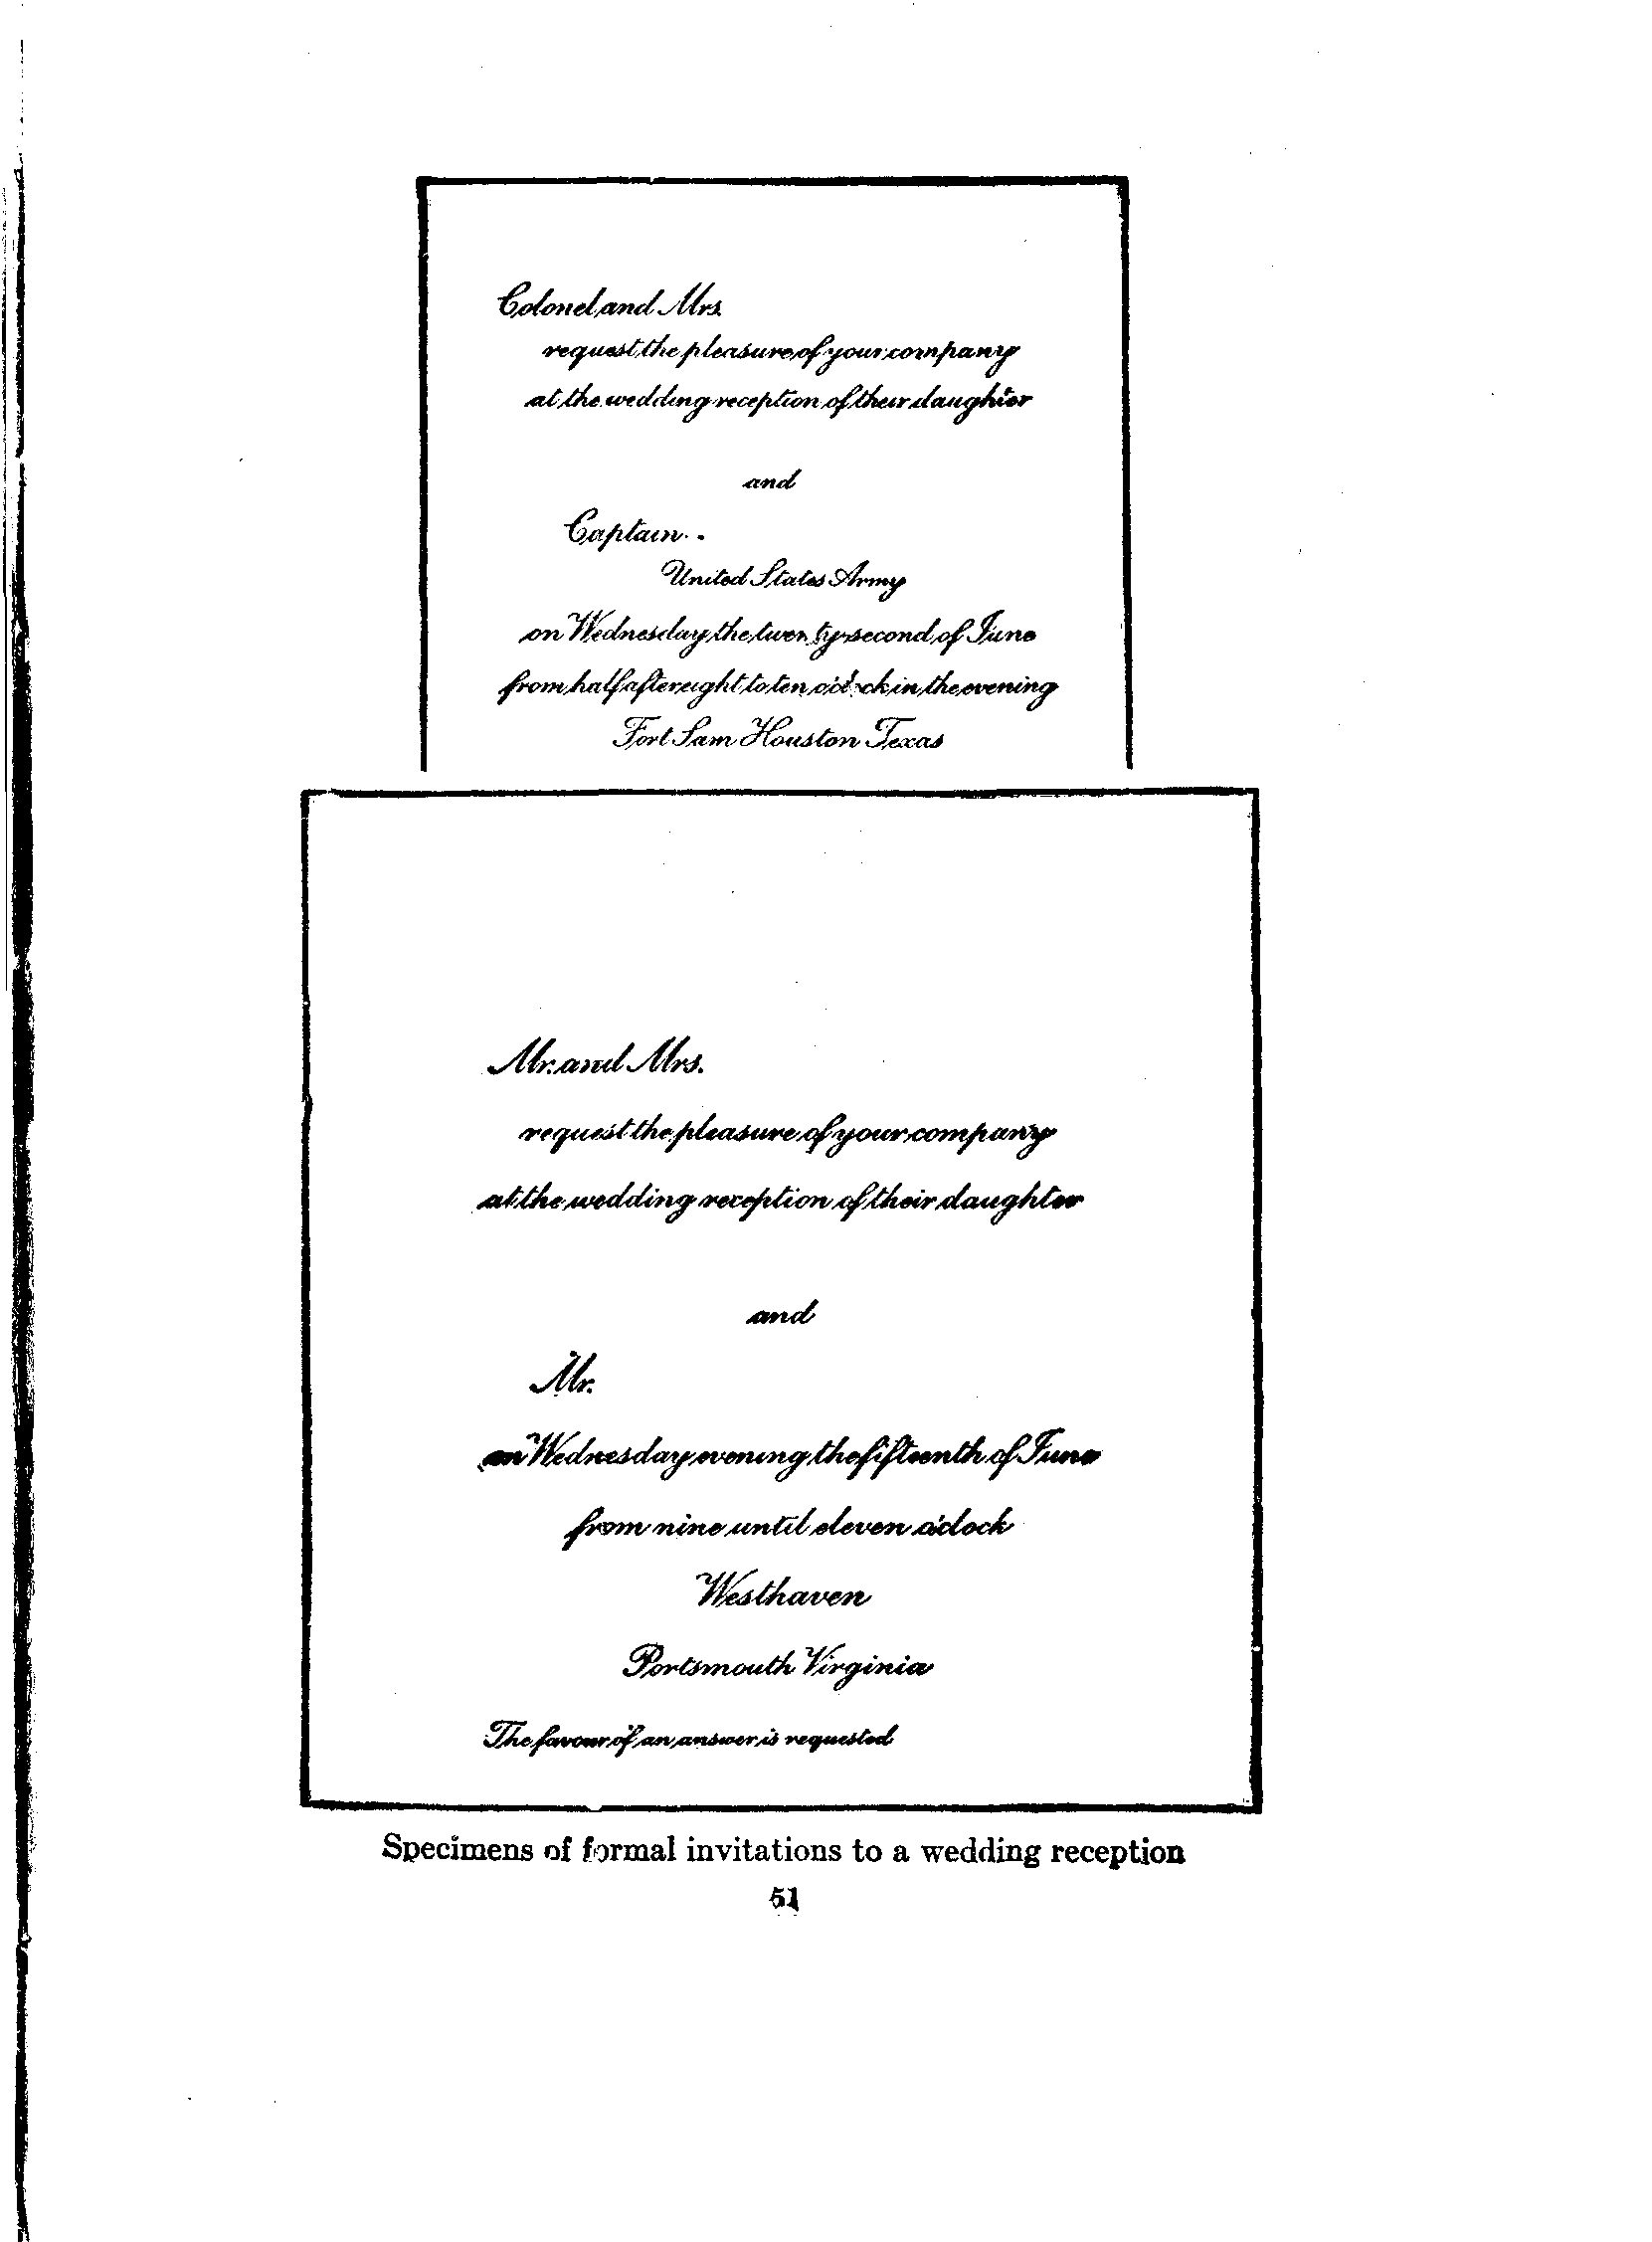 Colonel and Mrs.
request the pleasure of your company
at the wedding reception of their daughter
and
Captain
United States Army
on Wednesday the twenty-second of June
from half after eight to ten o'clock in the evening
Fort Sam Houston Texas
Mr. and Mrs.
request the pleasure of your company
at the wedding reception of their daughter
and
Mr.
on Wednesday evening the fifteenth of June
from nine until eleven o'clock
Westhaven
Portsmouth Virginia
The favour of an answer is requested
Specimens of formal invitations to a wedding reception
51